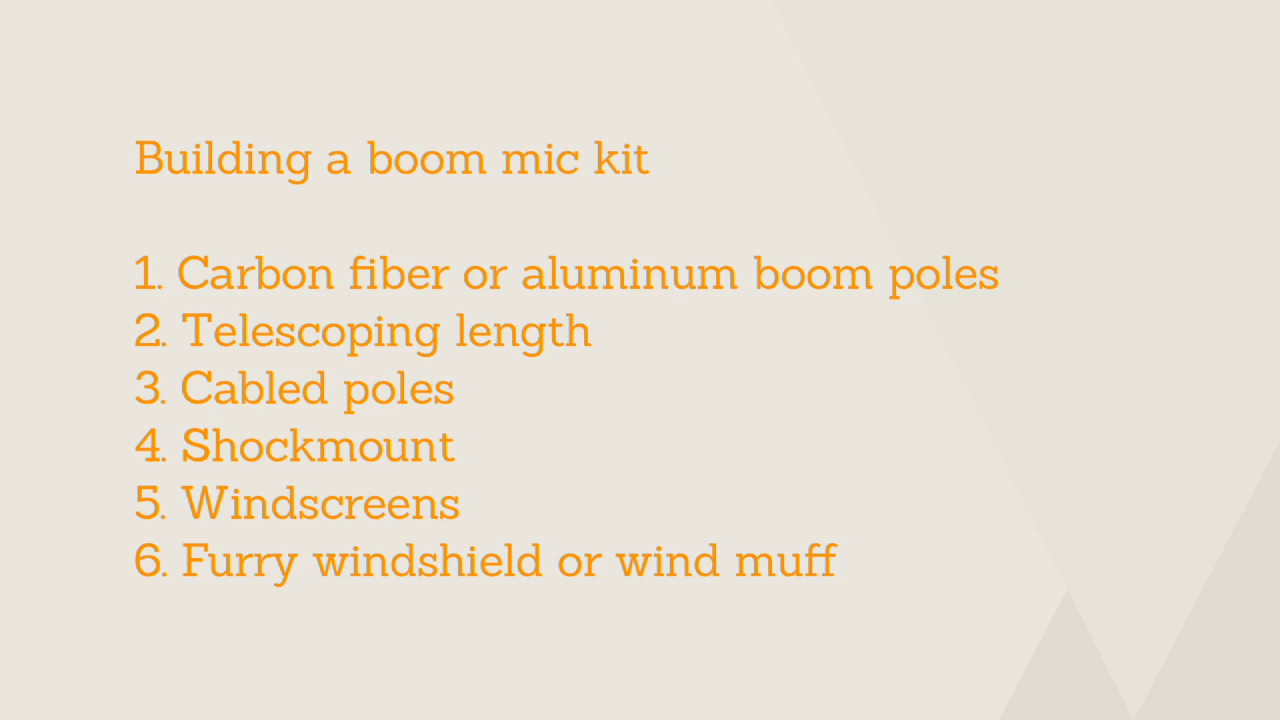 Building a boom mic kit
1. Carbon fiber or aluminum boom poles
2. Telescoping length
3. Cabled poles
4. Shockmount
5. Windscreens
6. Furry windshield or wind muff